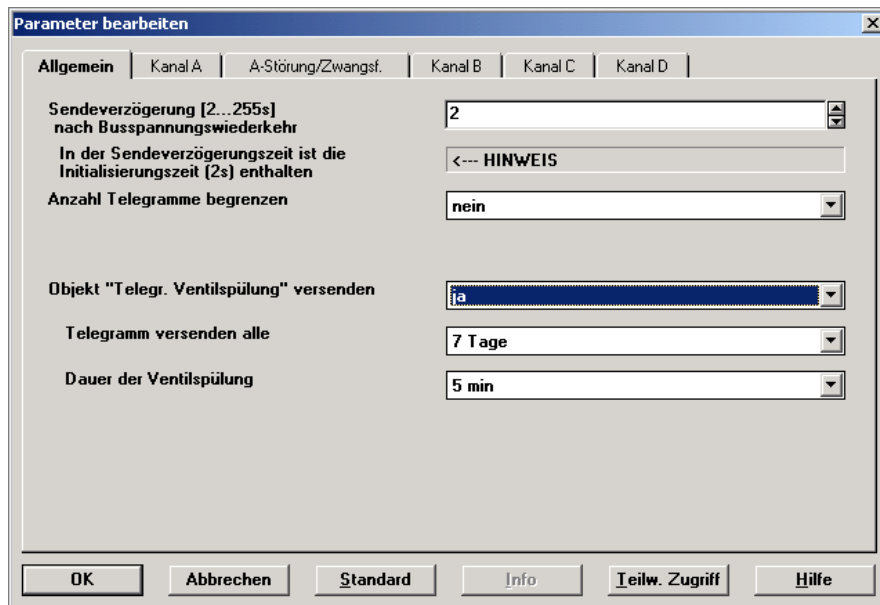 Parameter bearbeiten
Allgemein Kanal A A-Störung/Zwangsf. Kanal B Kanal C Kanal D
Sendeverzögerung [2...255s]
nach Busspannungswiederkehr
2
In der Sendeverzögerungszeit ist die
Initialisierungszeit (2s) enthalten
<--- HINWEIS
Anzahl Telegramme begrenzen
nein
Objekt "Telegr. Ventilspülung" versenden
ja
Telegramm versenden alle
7 Tage
Dauer der Ventilspülung
5 min
OK Abbrechen Standard Info Teilw. Zugriff Hilfe